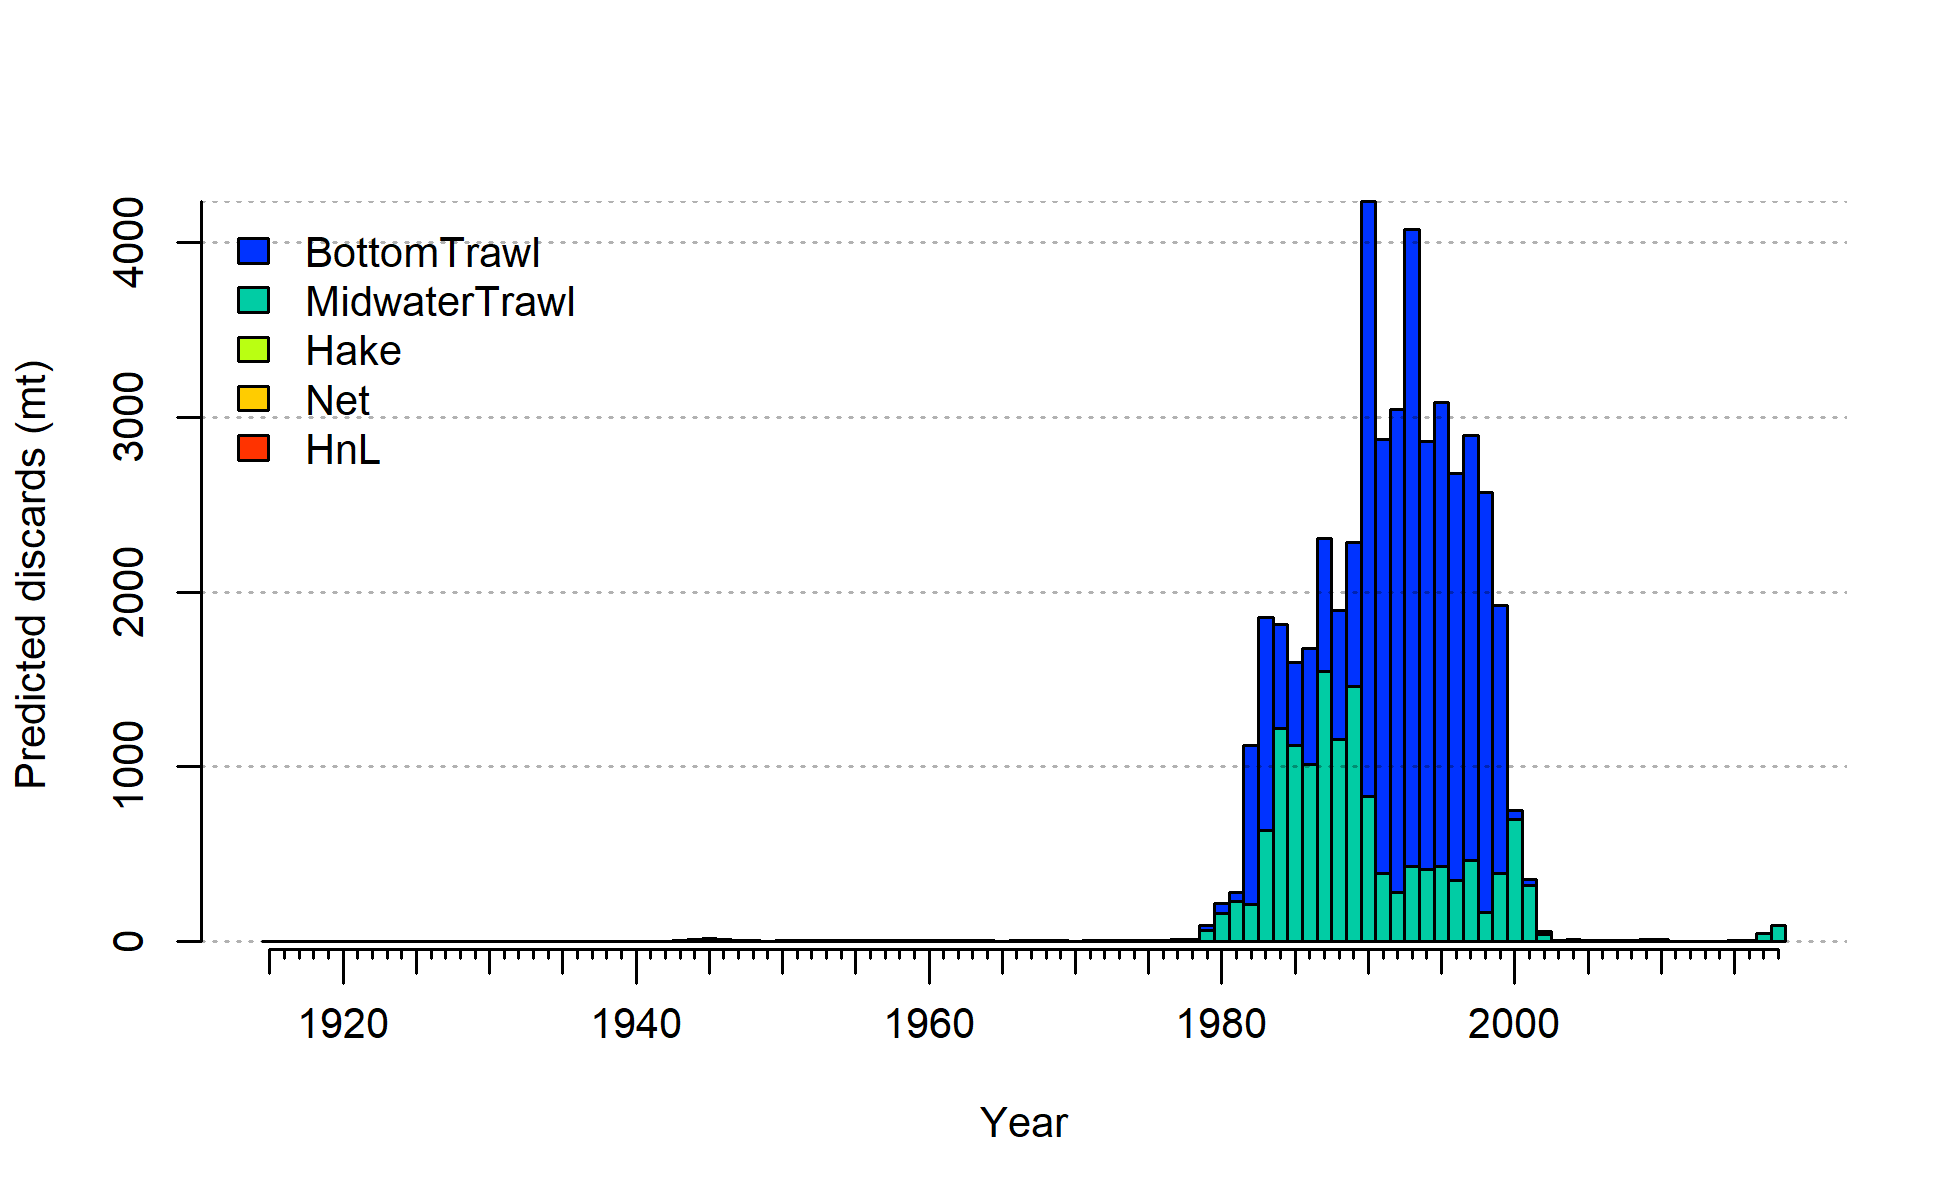 Predicted discards (mt)
4000
3000
2000
1000
0
BottomTrawl
MidwaterTrawl
Hake
Net
HnL
1920 1940 1960 1980 2000
Year